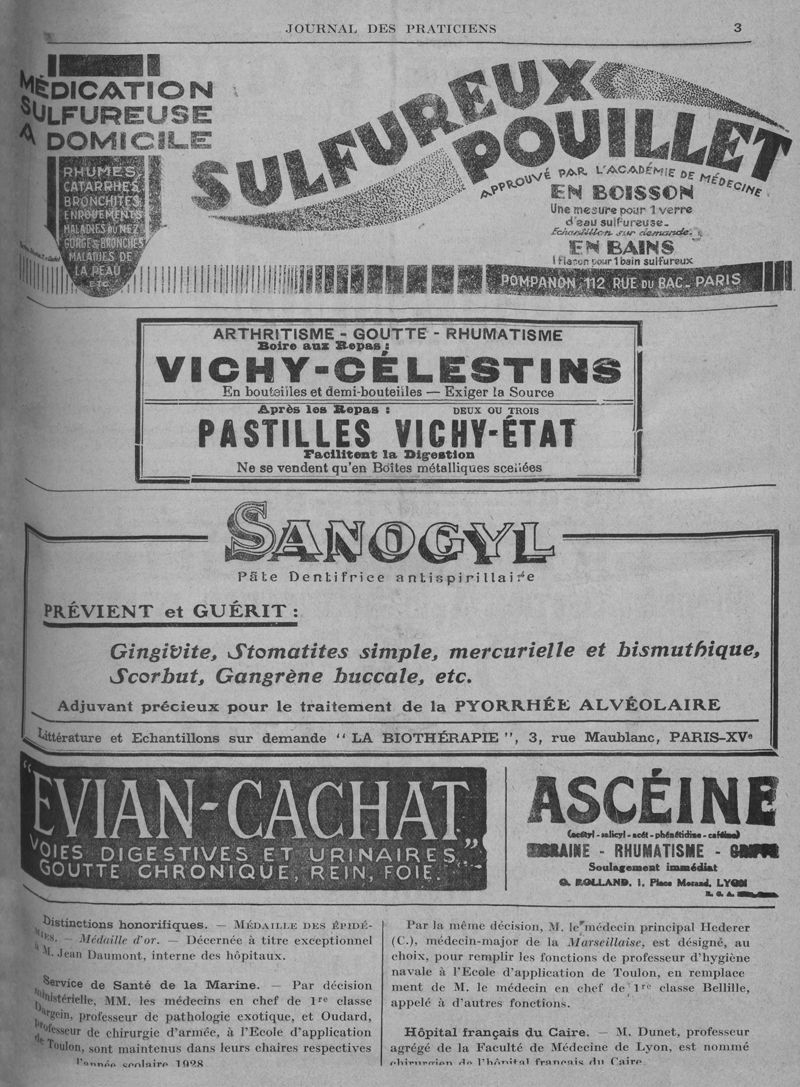 JOURNAL DES PRATICIENS
3
MÉDICATION
SULFUREUSE
A DOMICILE
RHUMES,
CATARRHES,
BRONCHITES,
ENROUEMENTS,
MALADIES DU NEZ
GORGE & BRONCHES
MALADIES DE
LA PEAU
ETC
SULFUREUX
POUILLET
APPROUVÉ PAR L'ACADÉMIE DE MÉDECINE
EN BOISSON
Une mesure pour 1 verre
d'eau sulfureuse
Echantillon sur demande.
EN BAINS
1 flacon pour 1 bain sulfureux
POMPANON, 112 RUE DU BAC_ PARIS
ARTHRITISME - GOUTTE - RHUMATISME
Boire aux Repas :
VICHY-CÉLESTINS
En bouteilles et demi-bouteilles — Exiger la Source
Après les Repas : DEUX OU TROIS
PASTILLES VICHY-ÉTAT
Facilitent la Digestion
Ne se vendent qu'en Boîtes métalliques scellées
SANOGYL
Pâte Dentifrice antispirillaire
PRÉVIENT et GUÉRIT :
Gingivite, Stomatites simple, mercurielle et bismuthique,
Scorbut, Gangrène buccale, etc.
Adjuvant précieux pour le traitement de la PYORRHÉE ALVÉOLAIRE
Littérature et Echantillons sur demande “ LA BIOTHÉRAPIE ”, 3, rue Maublanc, PARIS-XVe
“EVIAN-CACHAT”
VOIES DIGESTIVES ET URINAIRES
GOUTTE CHRONIQUE, REIN, FOIE.
ASCÉINE
(acétyl-salicyl-acét-phénétidine-caféine)
RHUMATISME -
Soulagement immédiat
G. ROLLAND, 1, Place Morand, LYON
Distinctions honorifiques. — MÉDAILLE DES ÉPIDÉ-
MIES. — Médaille d'or. — Décernée à titre exceptionnel
à M. Jean Daumont, interne des hôpitaux.
Service de Santé de la Marine. — Par décision
ministérielle, MM. les médecins en chef de 1re classe
Dargein, professeur de pathologie exotique, et Oudard,
professeur de chirurgie d'armée, à l'Ecole d'application
de Toulon, sont maintenus dans leurs chaires respectives
l'année scolaire 1928
Par la même décision, M. le médecin principal Hederer
(C.), médecin-major de la Marseillaise, est désigné, au
choix, pour remplir les fonctions de professeur d'hygiène
navale à l'Ecole d'application de Toulon, en remplace
ment de M. le médecin en chef de 1re classe Bellille,
appelé à d'autres fonctions.
Hôpital français du Caire. — M. Dunet, professeur
agrégé de la Faculté de Médecine de Lyon, est nommé
chirurgien de l'hôpital français du Caire.